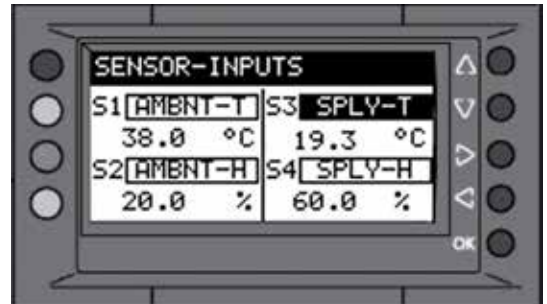 SENSOR-INPUTS
S1 AMBNT-T S3 SPLY-T
38.0 °C 19.3 °C
S2 AMBNT-H S4 SPLY-H
20.0 % 60.0 %
OK